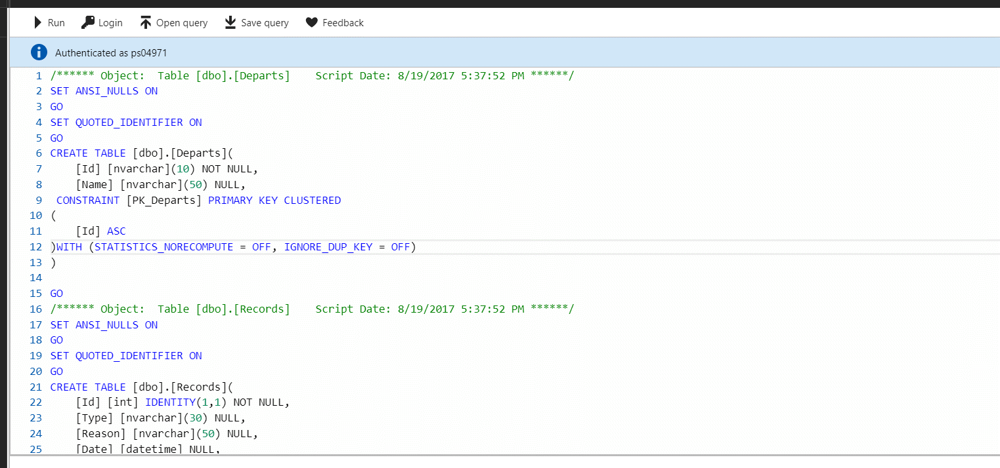 Run Login Open query Save query Feedback
Authenticated as ps04971
1 /****** Object:  Table [dbo].[Departs]    Script Date: 8/19/2017 5:37:52 PM ******/
2 SET ANSI_NULLS ON
3 GO
4 SET QUOTED_IDENTIFIER ON
5 GO
6 CREATE TABLE [dbo].[Departs](
7     [Id] [nvarchar](10) NOT NULL,
8     [Name] [nvarchar](50) NULL,
9  CONSTRAINT [PK_Departs] PRIMARY KEY CLUSTERED
10 (
11     [Id] ASC
12 )WITH (STATISTICS_NORECOMPUTE = OFF, IGNORE_DUP_KEY = OFF)
13 )
14
15 GO
16 /****** Object:  Table [dbo].[Records]    Script Date: 8/19/2017 5:37:52 PM ******/
17 SET ANSI_NULLS ON
18 GO
19 SET QUOTED_IDENTIFIER ON
20 GO
21 CREATE TABLE [dbo].[Records](
22     [Id] [int] IDENTITY(1,1) NOT NULL,
23     [Type] [nvarchar](30) NULL,
24     [Reason] [nvarchar](50) NULL,
25     [Date] [datetime] NULL,